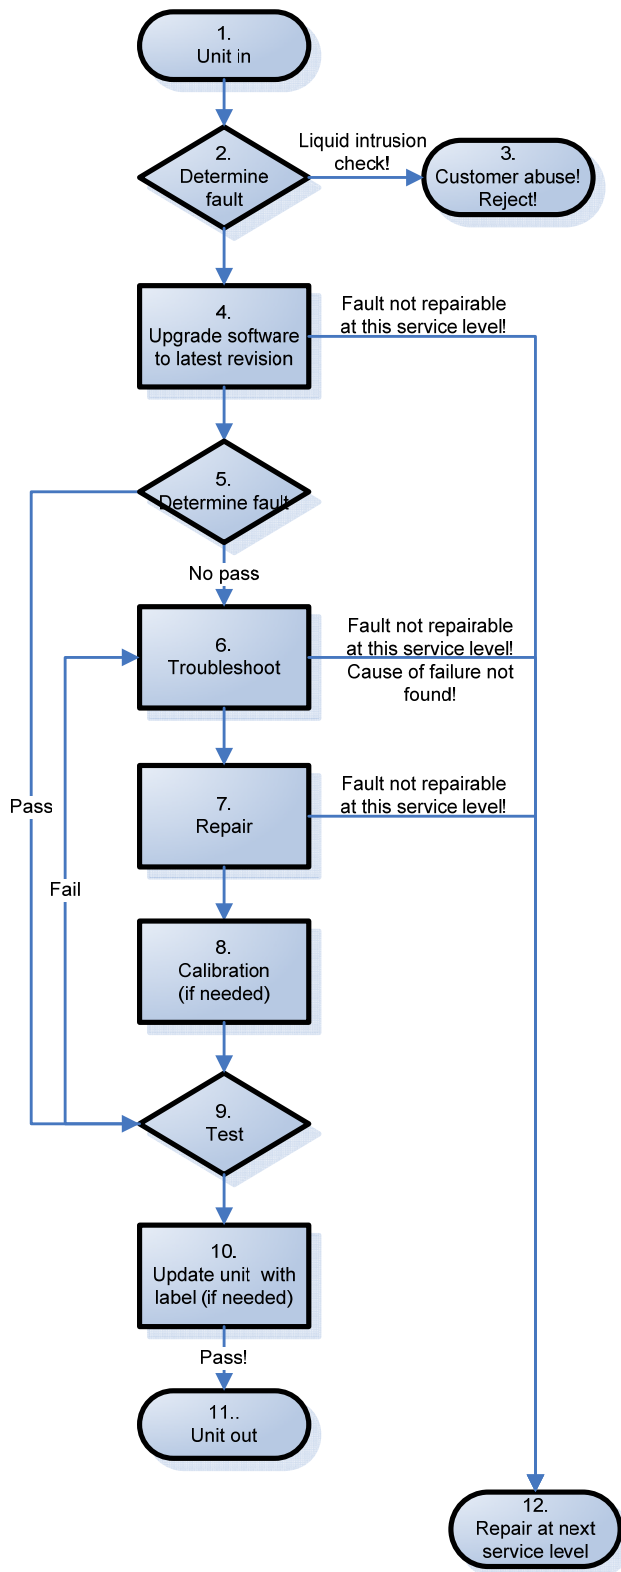 1.
Unit in
2.
Determine
fault
Liquid intrusion
check!
3.
Customer abuse!
Reject!
4.
Upgrade software
to latest revision
Fault not repairable
at this service level!
5.
Determine fault
No pass
6.
Troubleshoot
Fault not repairable
at this service level!
Cause of failure not
found!
7.
Repair
Fault not repairable
at this service level!
Pass
Fail
8.
Calibration
(if needed)
9.
Test
10.
Update unit with
label (if needed)
Pass!
11..
Unit out
12.
Repair at next
service level